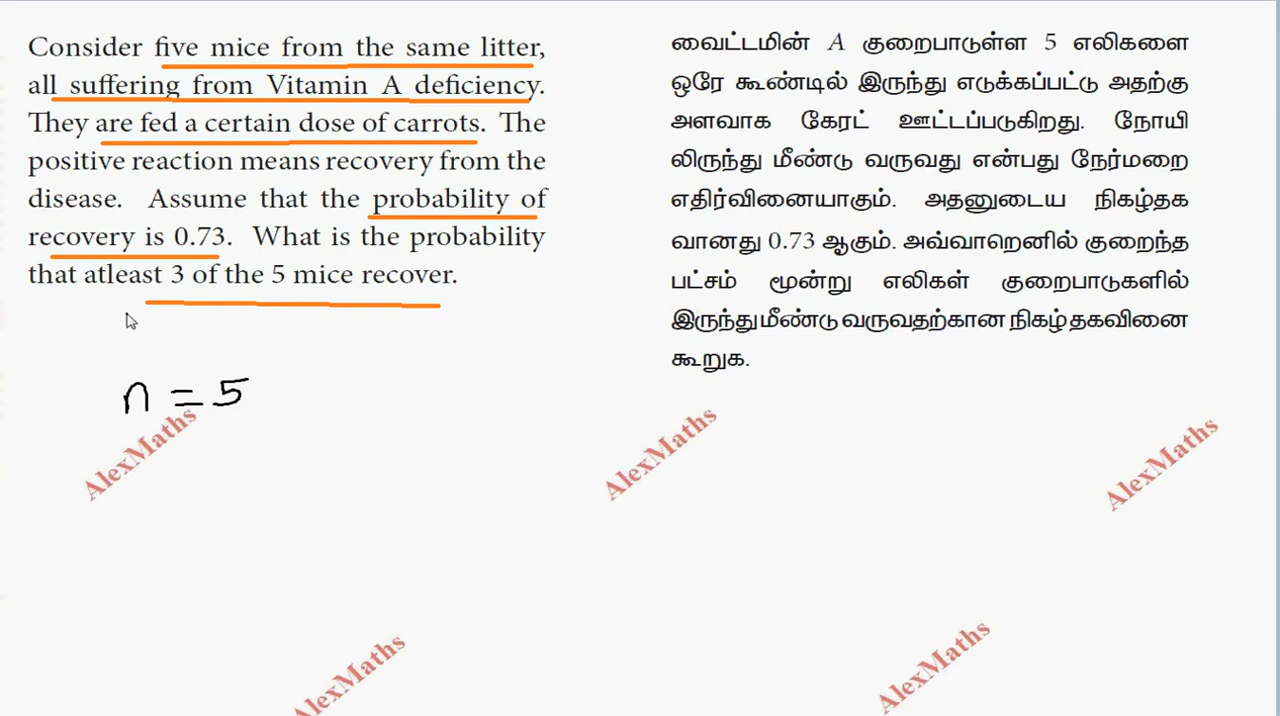 Consider five mice from the same litter,
all suffering from Vitamin A deficiency.
They are fed a certain dose of carrots. The
positive reaction means recovery from the
disease. Assume that the probability of
recovery is 0.73. What is the probability
that atleast 3 of the 5 mice recover.
n = 5
வைட்டமின் A குறைபாடுள்ள 5 எலிகளை
ஒரே கூண்டில் இருந்து எடுக்கப்பட்டு அதற்கு
அளவாக கேரட் ஊட்டப்படுகிறது. நோயி
லிருந்து மீண்டு வருவது என்பது நேர்மறை
எதிர்வினையாகும். அதனுடைய நிகழ்தக
வானது 0.73 ஆகும். அவ்வாறெனில் குறைந்த
பட்சம் மூன்று எலிகள் குறைபாடுகளில்
இருந்து மீண்டு வருவதற்கான நிகழ்தகவினை
கூறுக.
AlexMaths
AlexMaths
AlexMaths
AlexMaths
AlexMaths